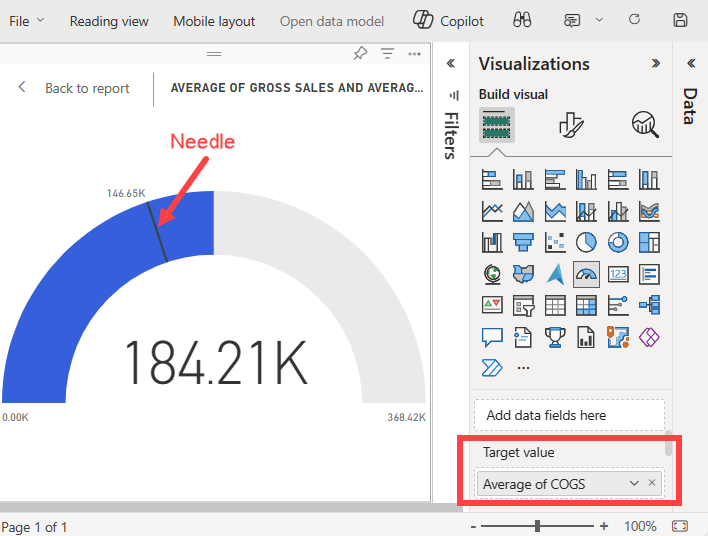 File Reading view Mobile layout Open data model Copilot
Back to report
AVERAGE OF GROSS SALES AND AVERAG...
Needle
146.65K
184.21K
0.00K
368.42K
Filters
Visualizations
Build visual
123
Add data fields here
Target value
Average of COGS
Data
Page 1 of 1
- + 100%